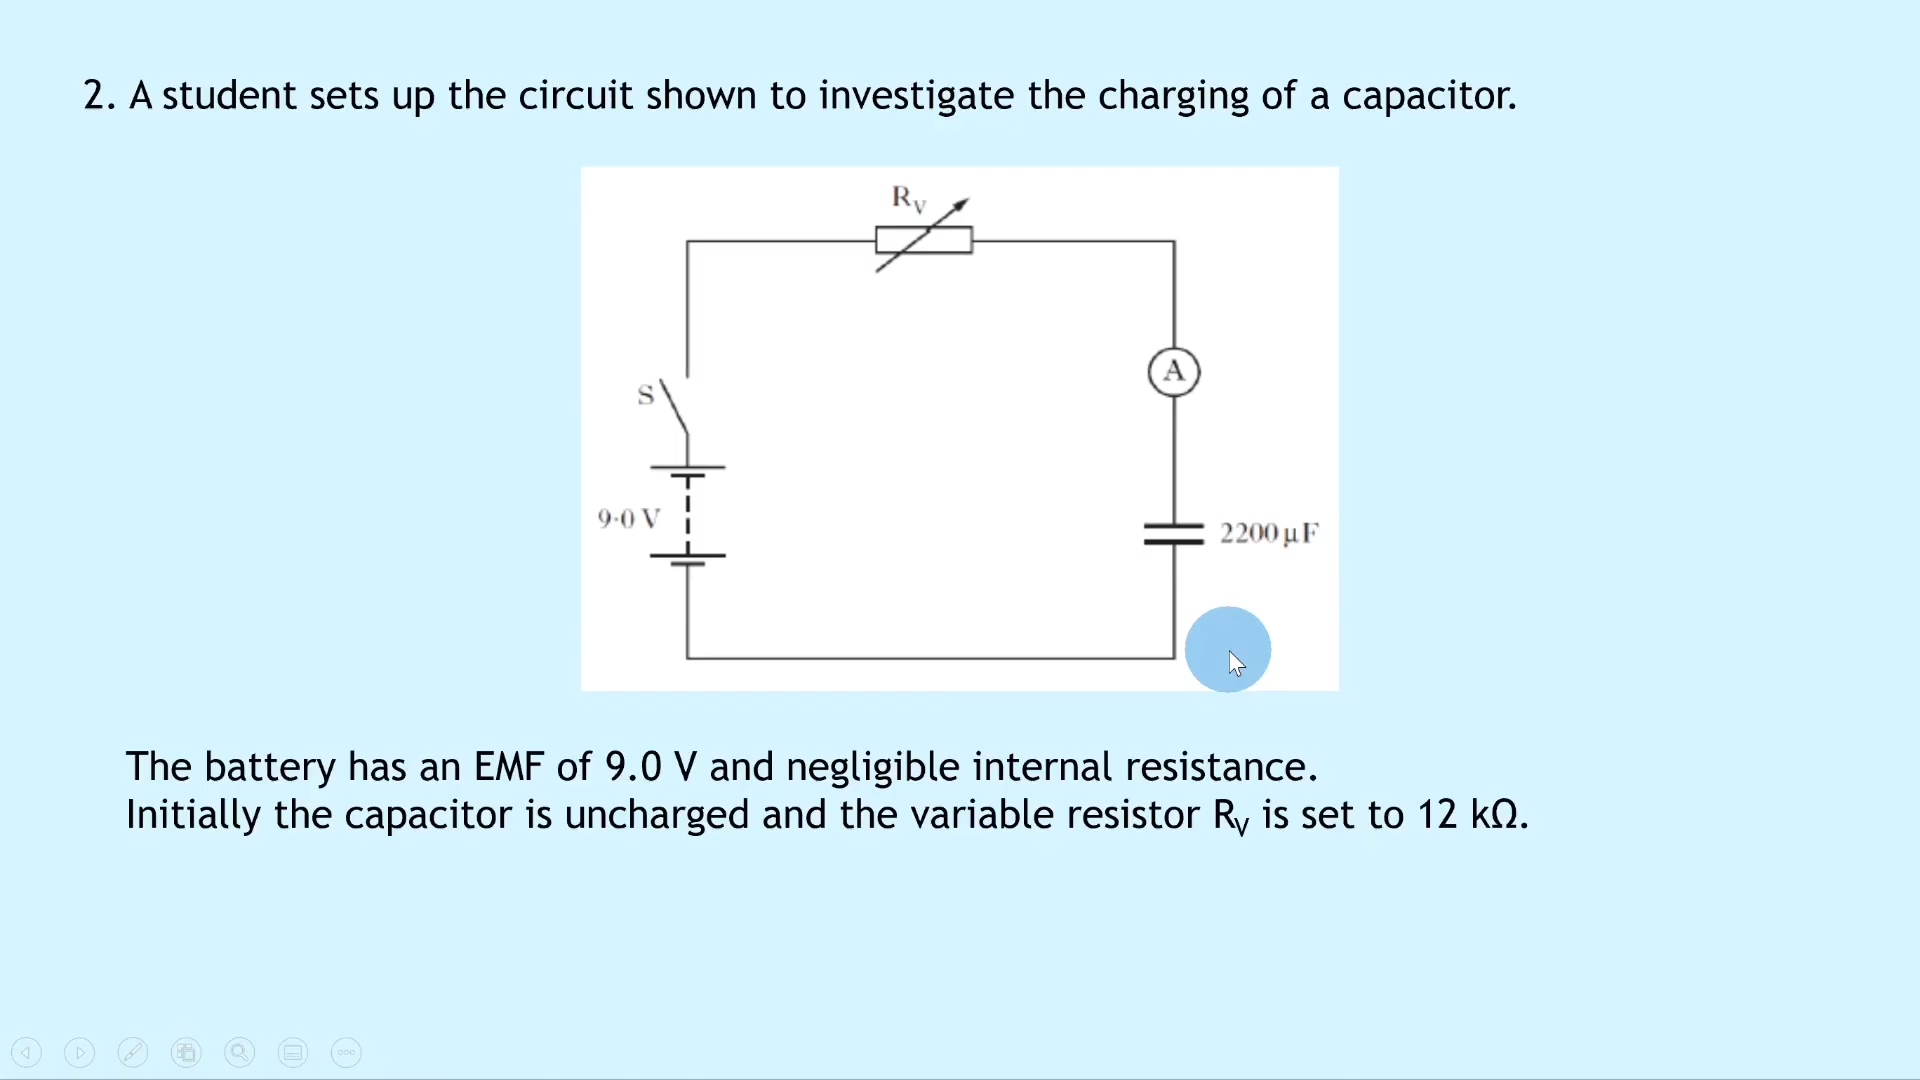 2. A student sets up the circuit shown to investigate the charging of a capacitor.
R_V
A
S
9·0 V
2200 µF
The battery has an EMF of 9.0 V and negligible internal resistance.
Initially the capacitor is uncharged and the variable resistor R_V is set to 12 kΩ.